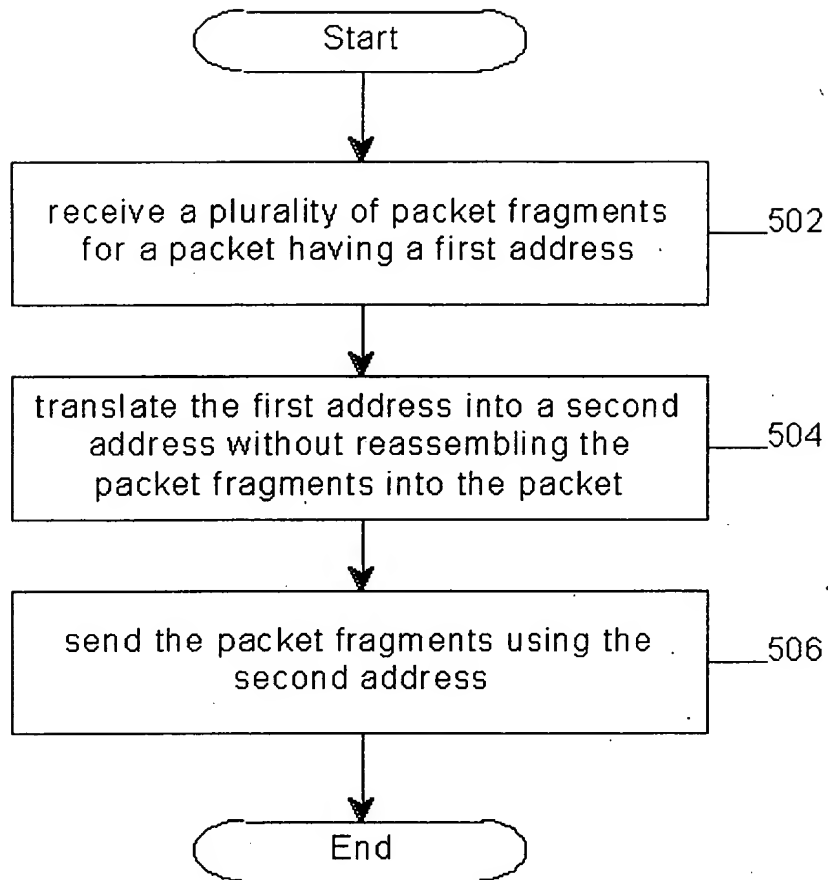 Start
receive a plurality of packet fragments
for a packet having a first address
502
translate the first address into a second
address without reassembling the
packet fragments into the packet
504
send the packet fragments using the
second address
506
End